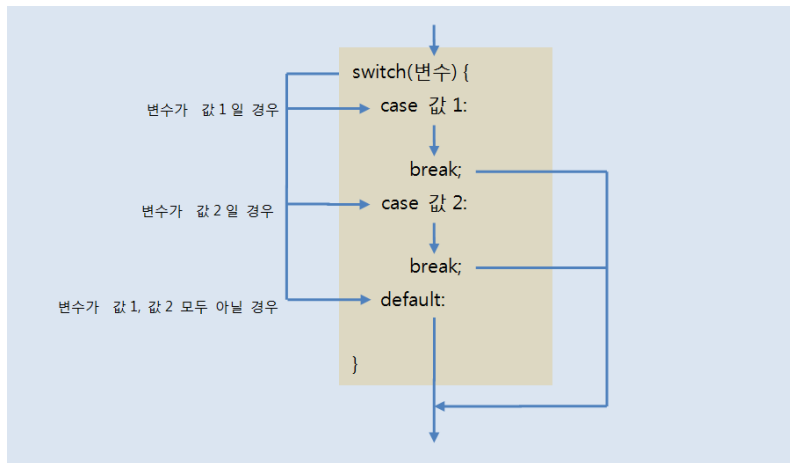 switch(변수) {
변수가 값 1 일 경우
case 값 1:
break;
변수가 값 2 일 경우
case 값 2:
break;
변수가 값 1, 값 2 모두 아닐 경우
default:
}